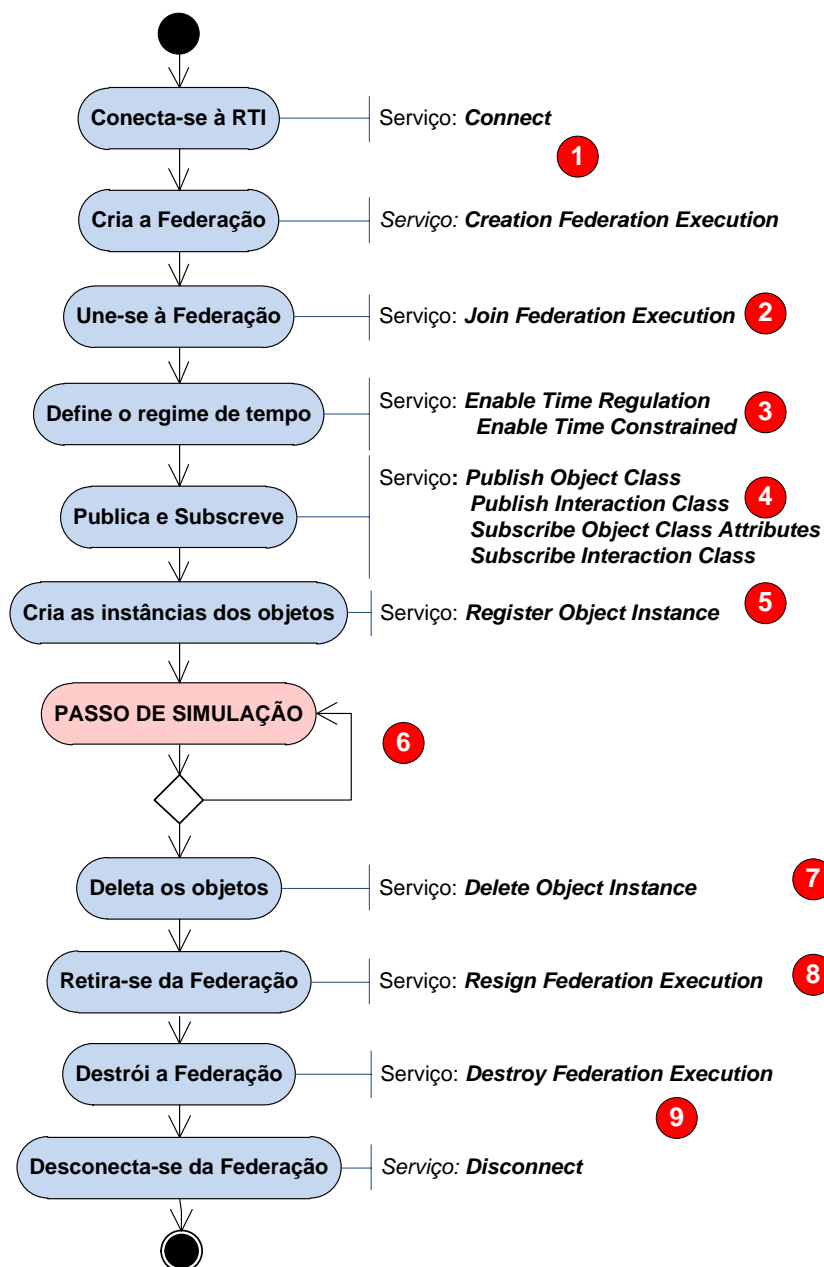 Conecta-se à RTI
Serviço: Connect
1
Cria a Federação
Serviço: Creation Federation Execution
Une-se à Federação
Serviço: Join Federation Execution
2
Define o regime de tempo
Serviço: Enable Time Regulation
Enable Time Constrained
3
Publica e Subscreve
Serviço: Publish Object Class
Publish Interaction Class
Subscribe Object Class Attributes
Subscribe Interaction Class
4
Cria as instâncias dos objetos
Serviço: Register Object Instance
5
PASSO DE SIMULAÇÃO
6
Deleta os objetos
Serviço: Delete Object Instance
7
Retira-se da Federação
Serviço: Resign Federation Execution
8
Destrói a Federação
Serviço: Destroy Federation Execution
9
Desconecta-se da Federação
Serviço: Disconnect